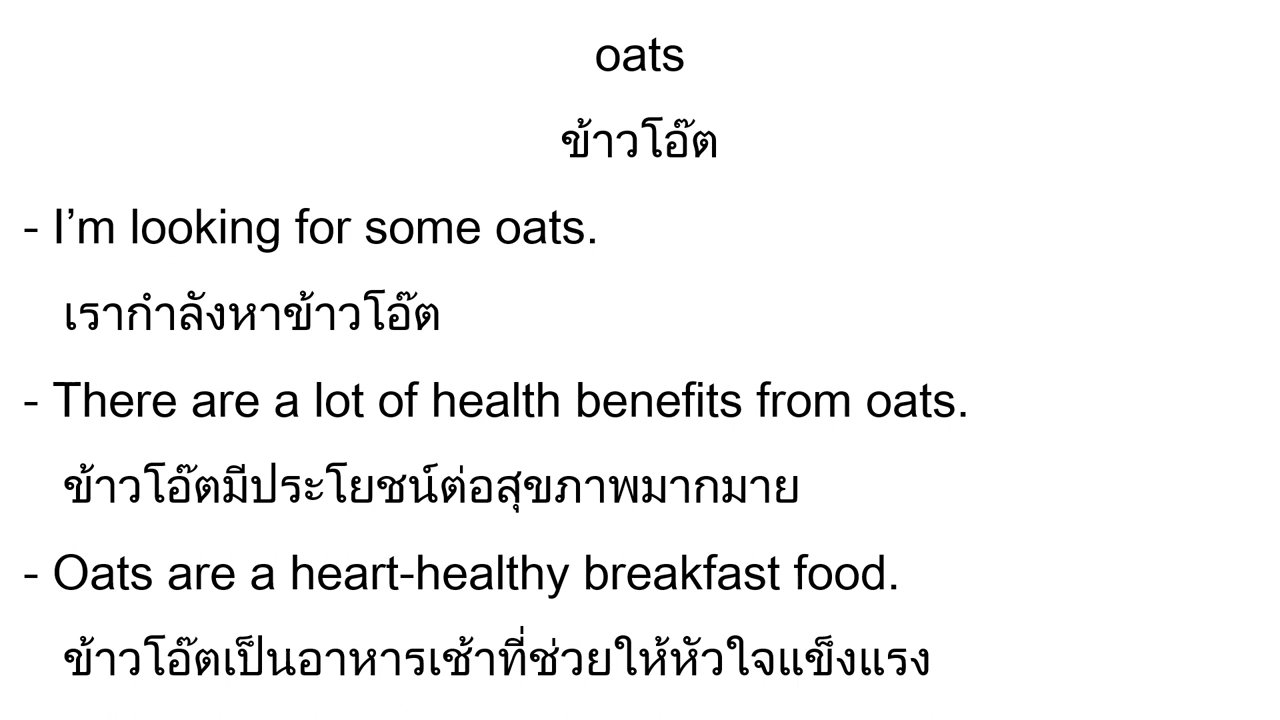 oats
ข้าวโอ๊ต
- I’m looking for some oats.
เรากำลังหาข้าวโอ๊ต
- There are a lot of health benefits from oats.
ข้าวโอ๊ตมีประโยชน์ต่อสุขภาพมากมาย
- Oats are a heart-healthy breakfast food.
ข้าวโอ๊ตเป็นอาหารเช้าที่ช่วยให้หัวใจแข็งแรง